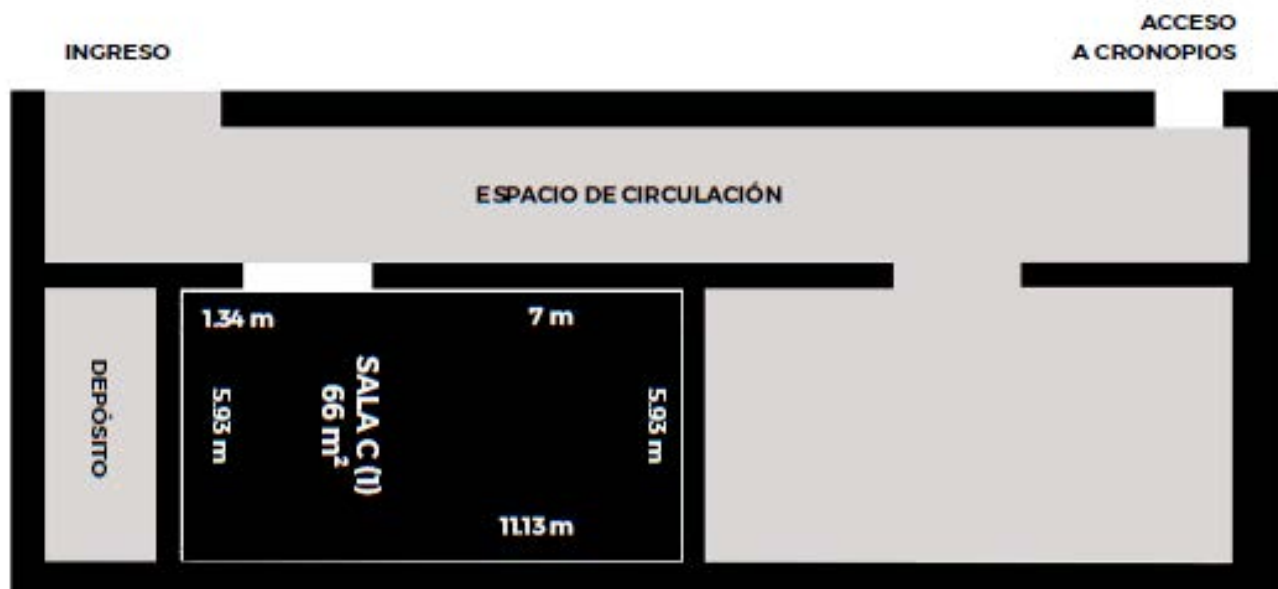 INGRESO
ACCESO
A CRONOPIOS
ESPACIO DE CIRCULACIÓN
1.34 m
7 m
DEPÓSITO
5.93 m
SALA C (1)
66 m²
5.93 m
11.13 m